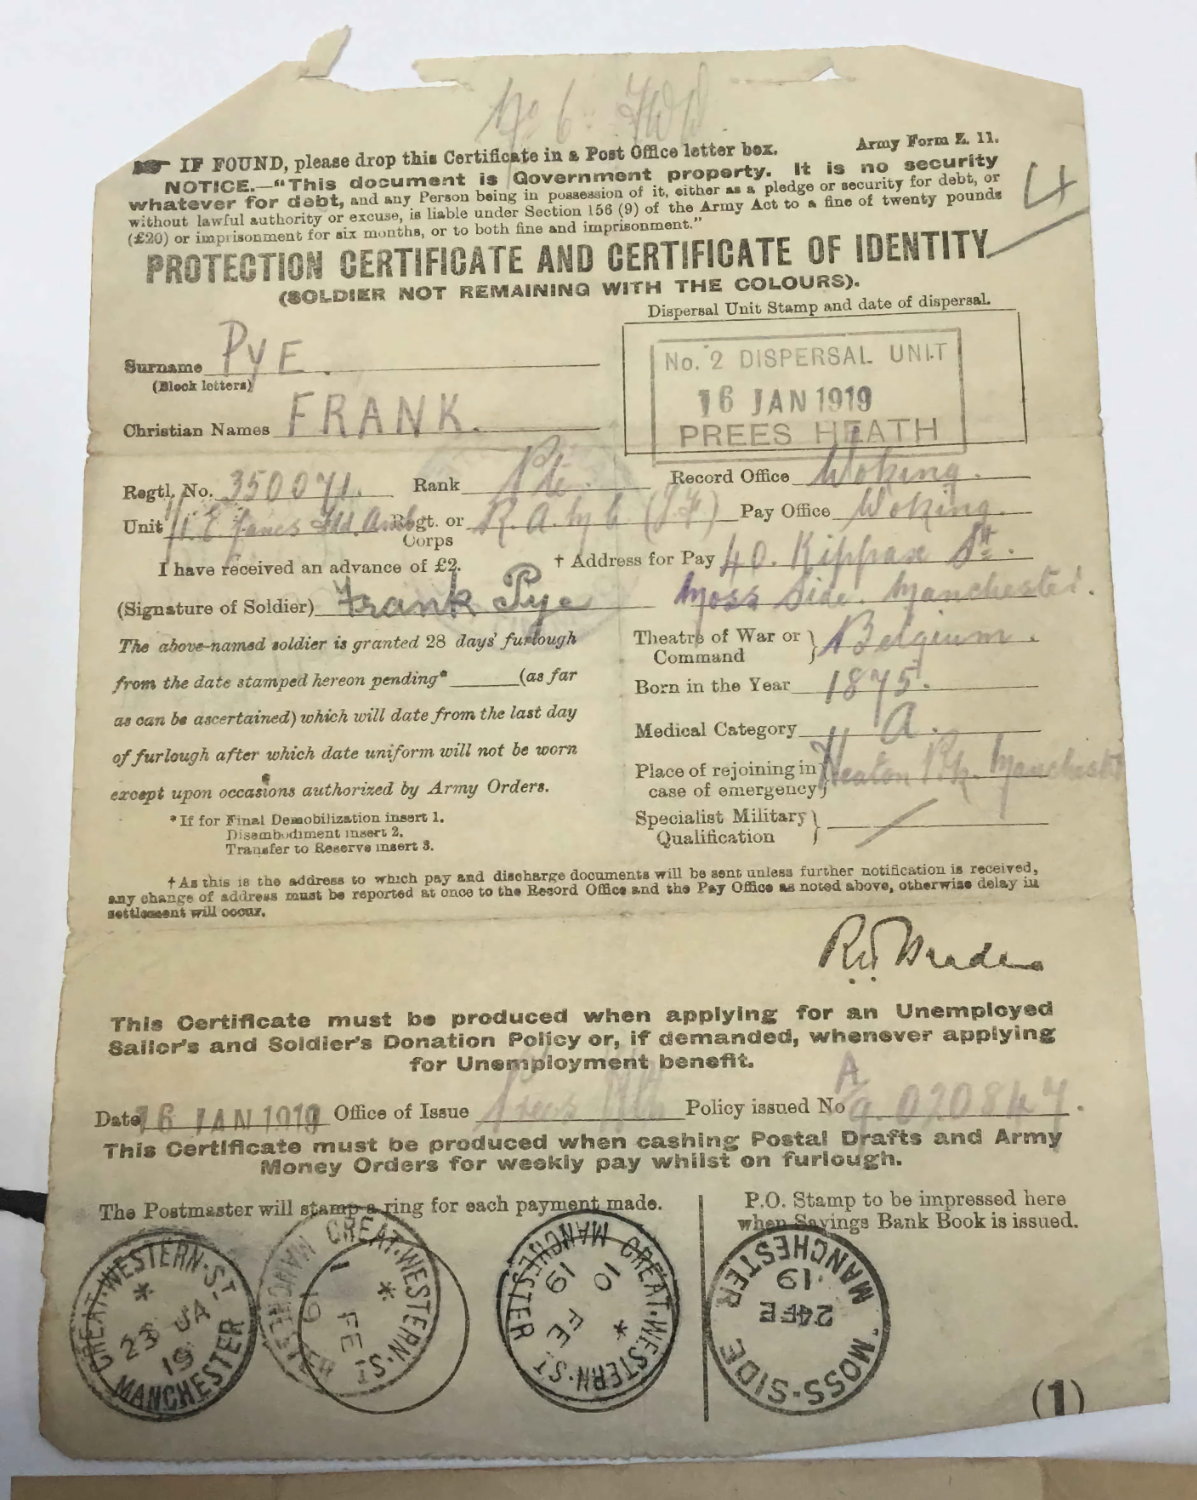 No 6.
Army Form Z. 11.
IF FOUND, please drop this Certificate in a Post Office letter box.
NOTICE.—"This document is Government property. It is no security
whatever for debt, and any Person being in possession of it, either as a pledge or security for debt, or
without lawful authority or excuse, is liable under Section 156 (9) of the Army Act to a fine of twenty pounds
(£20) or imprisonment for six months, or to both fine and imprisonment."
4
PROTECTION CERTIFICATE AND CERTIFICATE OF IDENTITY
(SOLDIER NOT REMAINING WITH THE COLOURS).
Dispersal Unit Stamp and date of dispersal.
No. 2 DISPERSAL UNIT
16 JAN 1919
PREES HEATH
Surname PYE.
(Block letters)
Christian Names FRANK.
Regtl. No. 350071. Rank Pte. Record Office Woking.
Unit E. Lancs Fld. Amb Regt. or Corps R.A.M.C (T.F.) Pay Office Woking.
I have received an advance of £2. † Address for Pay 40. Kippax St.
(Signature of Soldier) Frank Pye Moss Side. Manchester.
The above-named soldier is granted 28 days' furlough
from the date stamped hereon pending* (as far
as can be ascertained) which will date from the last day
of furlough after which date uniform will not be worn
except upon occasions authorized by Army Orders.
*If for Final Demobilization insert 1.
Disembodiment insert 2.
Transfer to Reserve insert 3.
Theatre of War or Command } Belgium.
Born in the Year 1875.
Medical Category A.
Place of rejoining in case of emergency } Heaton Pk. Manchester
Specialist Military Qualification }
†As this is the address to which pay and discharge documents will be sent unless further notification is received,
any change of address must be reported at once to the Record Office and the Pay Office as noted above, otherwise delay in
settlement will occur.
This Certificate must be produced when applying for an Unemployed
Sailor's and Soldier's Donation Policy or, if demanded, whenever applying
for Unemployment benefit.
Date 16 JAN 1919 Office of Issue Prees Hth Policy issued No A 9 020847.
This Certificate must be produced when cashing Postal Drafts and Army
Money Orders for weekly pay whilst on furlough.
The Postmaster will stamp a ring for each payment made.
P.O. Stamp to be impressed here
when Savings Bank Book is issued.
GREAT·WESTERN·ST. MANCHESTER 23 JA 19
GREAT·WESTERN·ST. MANCHESTER 1 FE 19
GREAT·WESTERN·ST. MANCHESTER 10 FE 19
MOSS-SIDE MANCHESTER 24 FE 19
(1)